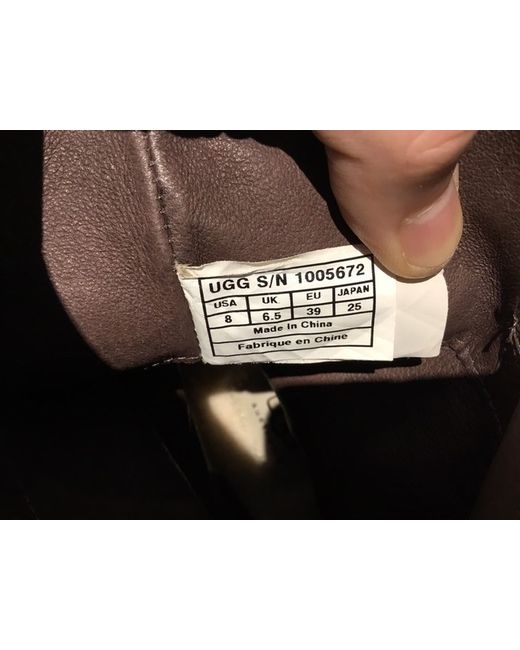 UGG S/N 1005672
USA UK EU JAPAN
8 6.5 39 25
Made In China
Fabrique en Chine